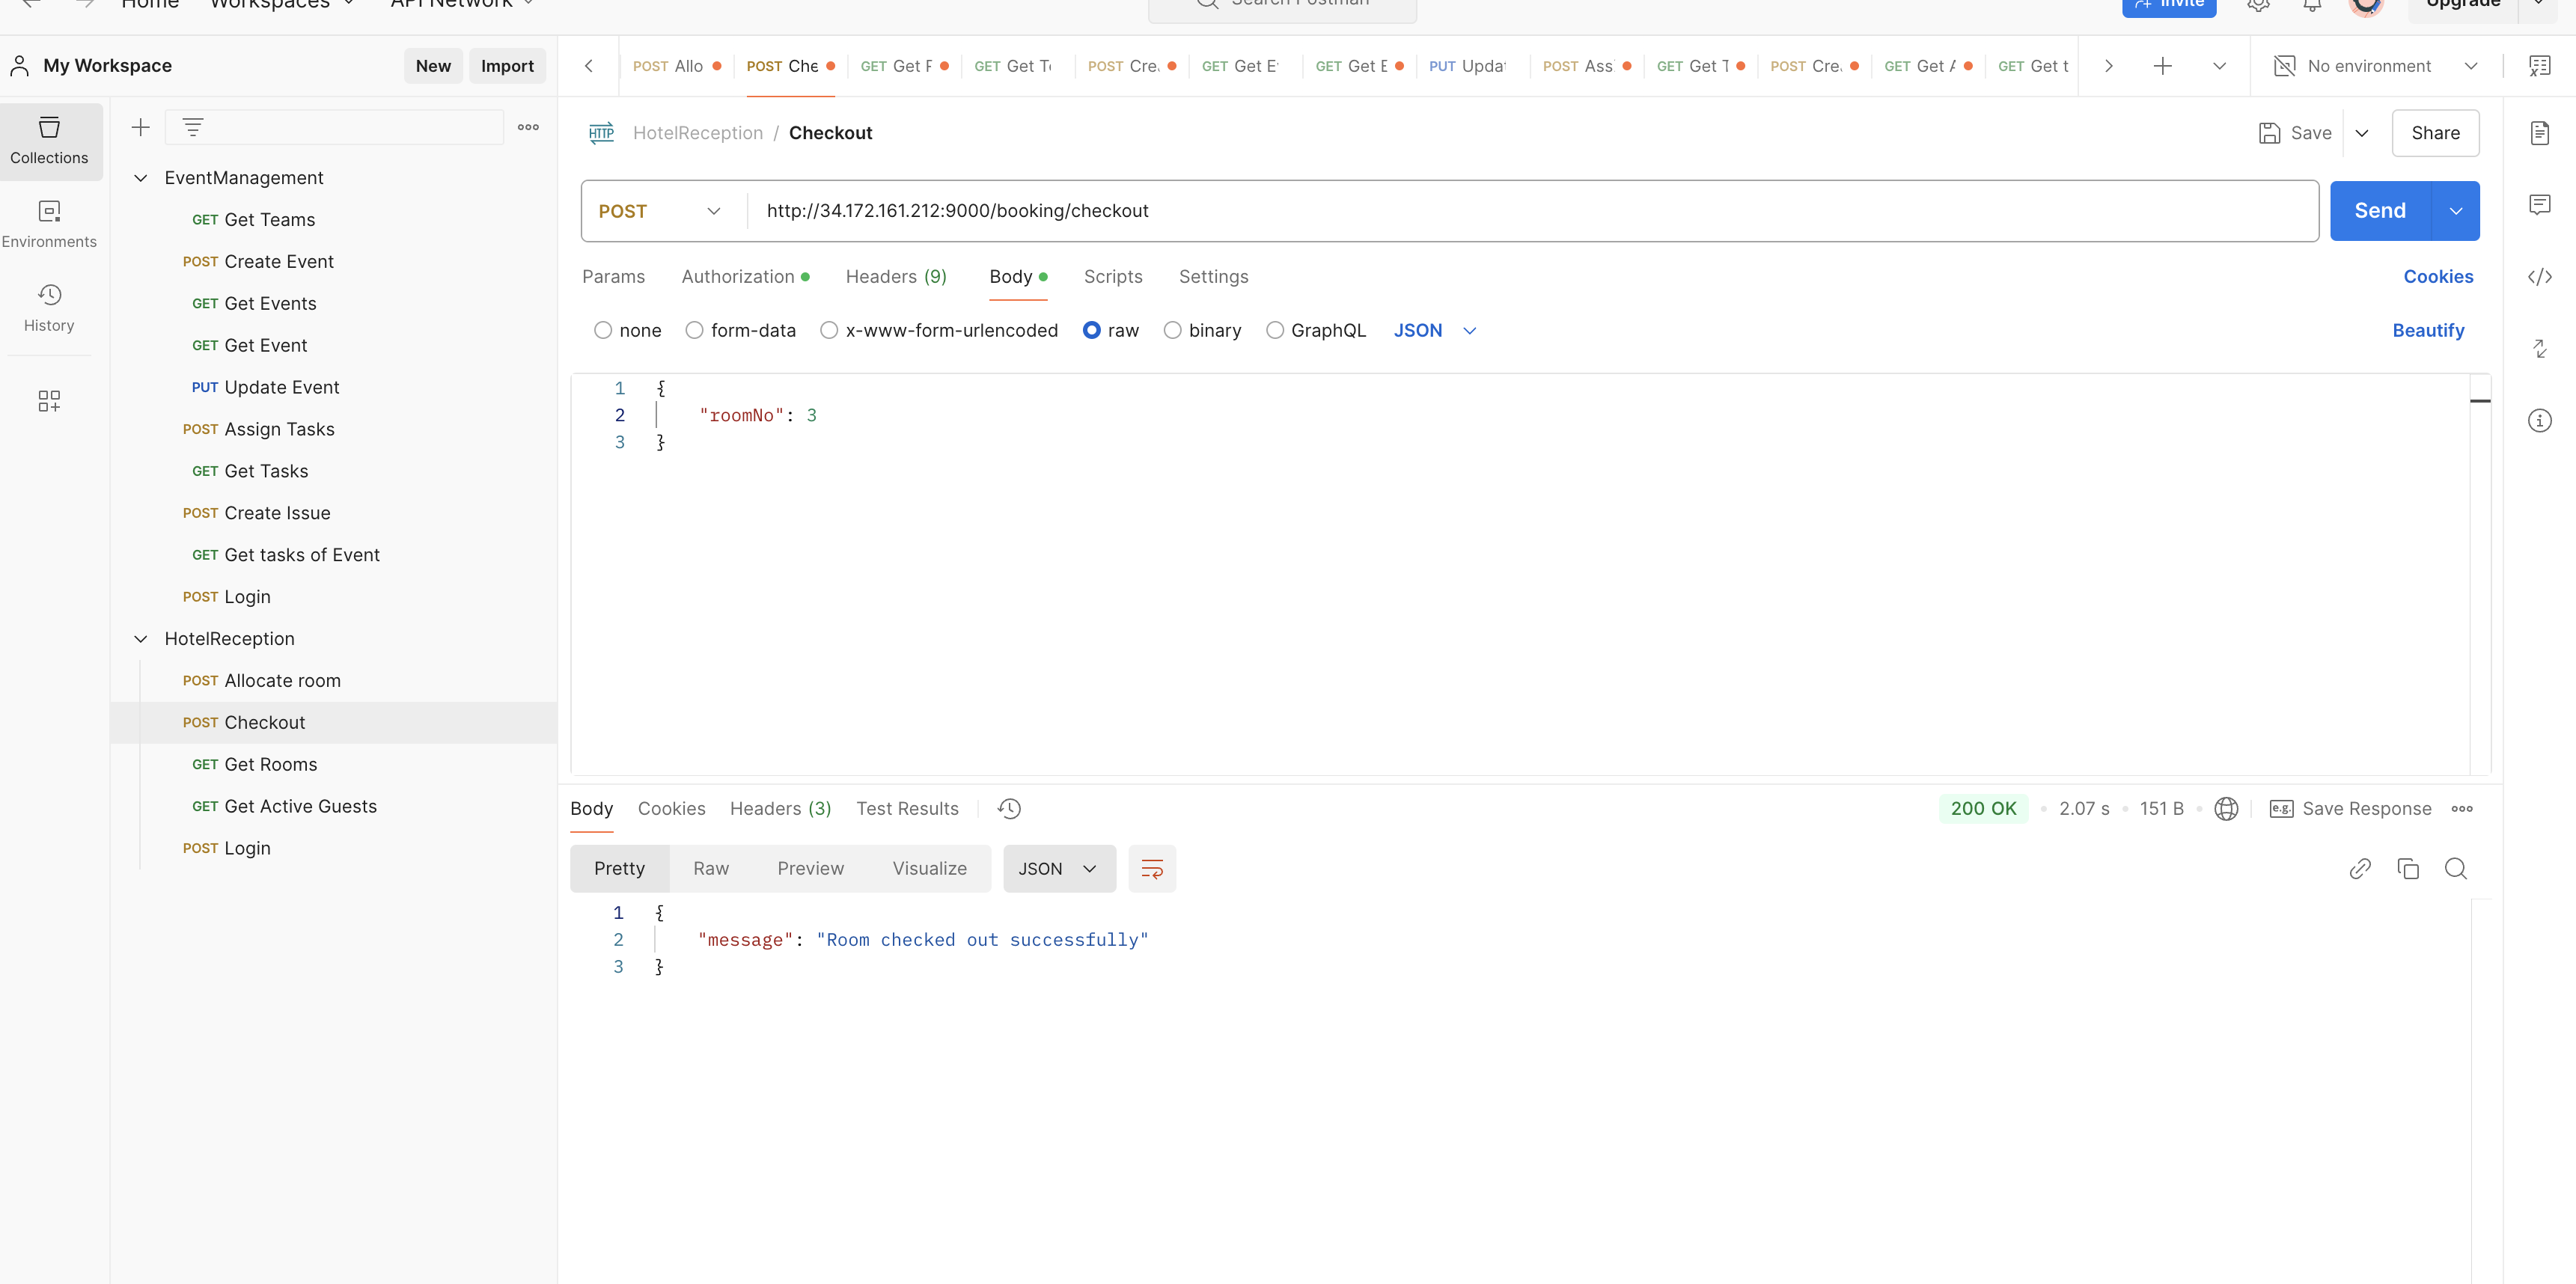 Home Workspaces API Network Search Postman Invite Upgrade
My Workspace New Import
POST Allo POST Che GET Get F GET Get T POST Cre. GET Get E GET Get E PUT Upda POST Ass GET Get T POST Cre. GET Get A GET Get t No environment
Collections
Environments
History
EventManagement
GET Get Teams
POST Create Event
GET Get Events
GET Get Event
PUT Update Event
POST Assign Tasks
GET Get Tasks
POST Create Issue
GET Get tasks of Event
POST Login
HotelReception
POST Allocate room
POST Checkout
GET Get Rooms
GET Get Active Guests
POST Login
HTTP HotelReception / Checkout Save Share
POST http://34.172.161.212:9000/booking/checkout Send
Params Authorization Headers (9) Body Scripts Settings Cookies
none form-data x-www-form-urlencoded raw binary GraphQL JSON Beautify
1 {
2 "roomNo": 3
3 }
Body Cookies Headers (3) Test Results 200 OK • 2.07 s • 151 B • e.g. Save Response
Pretty Raw Preview Visualize JSON
1 {
2 "message": "Room checked out successfully"
3 }